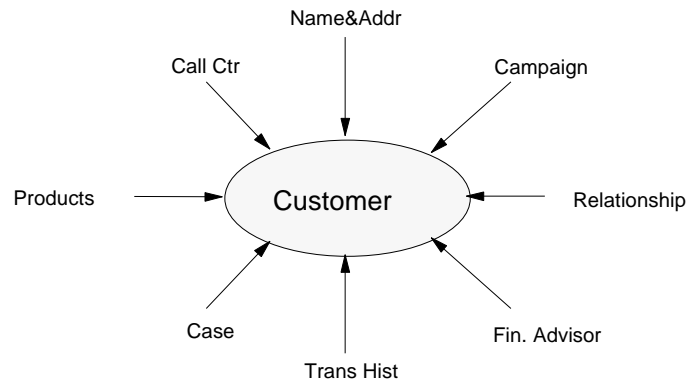 Name&Addr
Call Ctr
Campaign
Products
Customer
Relationship
Case
Fin. Advisor
Trans Hist